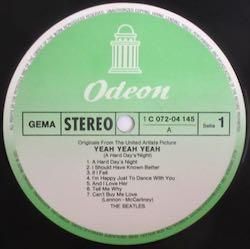 Odeon
GEMA
STEREO
1 C 072-04 145
A
Seite 1
Originals From The United Artists Picture
YEAH YEAH YEAH
(A Hard Day's Night)
1. A Hard Day's Night
2. I Should Have Known Better
3. If I Fell
4. I'm Happy Just To Dance With You
5. And I Love Her
6. Tell Me Why
7. Can't Buy Me Love
(Lennon - McCartney)
THE BEATLES